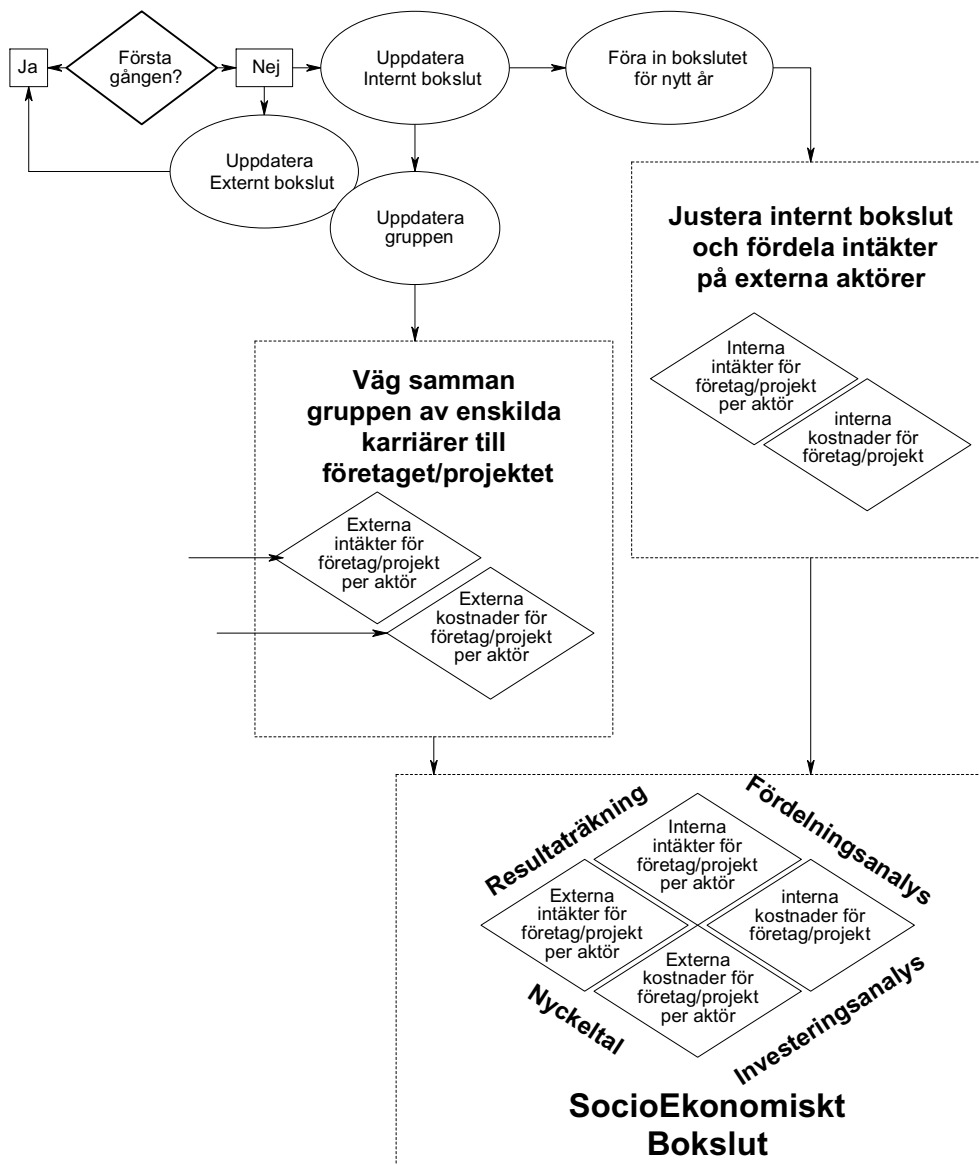 Ja
Första
gången?
Nej
Uppdatera
Internt bokslut
Föra in bokslutet
för nytt år
Uppdatera
Externt bokslut
Uppdatera
gruppen
Justera internt bokslut
och fördela intäkter
på externa aktörer
Interna
intäkter för
företag/projekt
per aktör
interna
kostnader för
företag/projekt
Väg samman
gruppen av enskilda
karriärer till
företaget/projektet
Externa
intäkter för
företag/projekt
per aktör
Externa
kostnader för
företag/projekt
per aktör
Resultaträkning
Fördelningsanalys
Interna
intäkter för
företag/projekt
per aktör
Externa
intäkter för
företag/projekt
per aktör
interna
kostnader för
företag/projekt
Externa
kostnader för
företag/projekt
per aktör
Nyckeltal
Investeringsanalys
SocioEkonomiskt
Bokslut